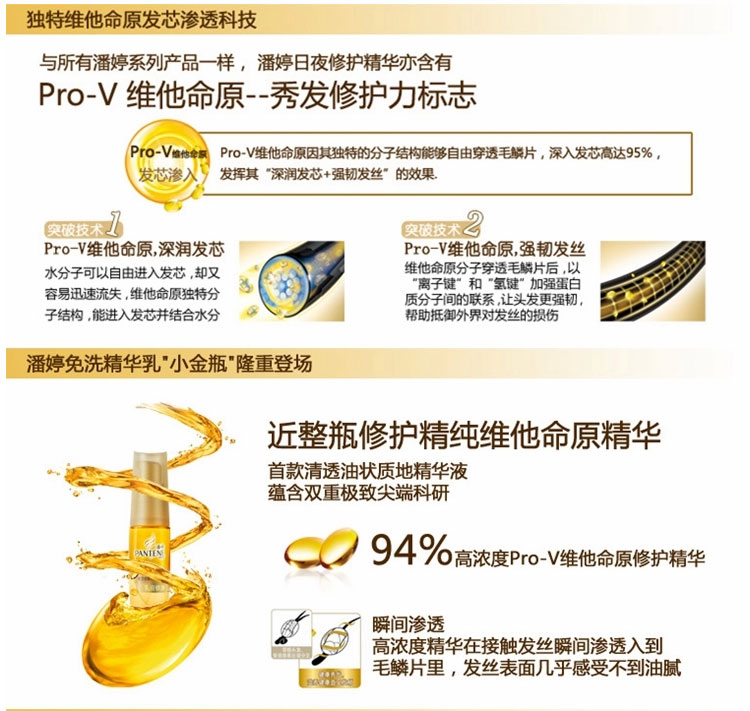 独特维他命原发芯渗透科技
与所有潘婷系列产品一样，潘婷日夜修护精华亦含有
Pro-V 维他命原--秀发修护力标志
Pro-V维他命原
发芯渗入
Pro-V维他命原因其独特的分子结构能够自由穿透毛鳞片，深入发芯高达95%，
发挥其“深润发芯+强韧发丝”的效果.
突破技术1
Pro-V维他命原,深润发芯
水分子可以自由进入发芯,却又
容易迅速流失,维他命原独特分
子结构,能进入发芯并结合水分
突破技术2
Pro-V维他命原,强韧发丝
维他命原分子穿透毛鳞片后,以
“离子键”和“氢键”加强蛋白
质分子间的联系,让头发更强韧,
帮助抵御外界对发丝的损伤
潘婷免洗精华乳"小金瓶"隆重登场
近整瓶修护精纯维他命原精华
首款清透油状质地精华液
蕴含双重极致尖端科研
PANTENE
94%高浓度Pro-V维他命原修护精华
瞬间渗透
高浓度精华在接触发丝瞬间渗透入到
毛鳞片里，发丝表面几乎感受不到油腻